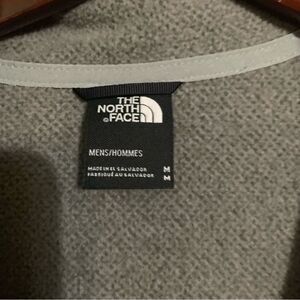 THE
NORTH
FACE
MENS/HOMMES
MADE IN EL SALVADOR M
FABRIQUÉ AU SALVADOR M